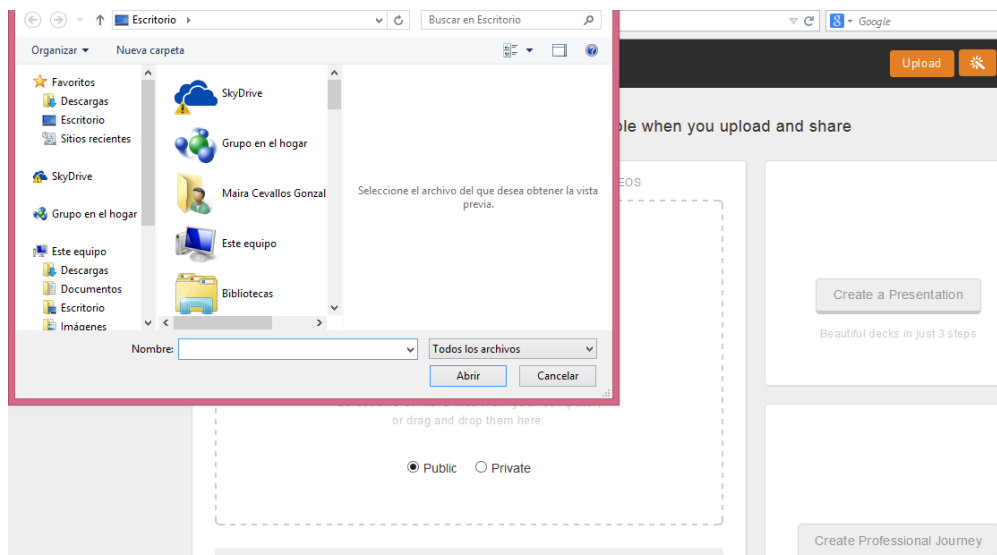 Escritorio
Buscar en Escritorio
Google
Organizar
Nueva carpeta
Upload
Favoritos
Descargas
Escritorio
Sitios recientes
SkyDrive
Grupo en el hogar
Este equipo
Descargas
Documentos
Escritorio
Imágenes
SkyDrive
Grupo en el hogar
Maira Cevallos Gonzal
Este equipo
Bibliotecas
Seleccione el archivo del que desea obtener la vista
previa.
Nombre:
Todos los archivos
Abrir
Cancelar
when you upload and share
or drag and drop them here.
Public
Private
Create a Presentation
Beautiful decks in just 3 steps
Create Professional Journey